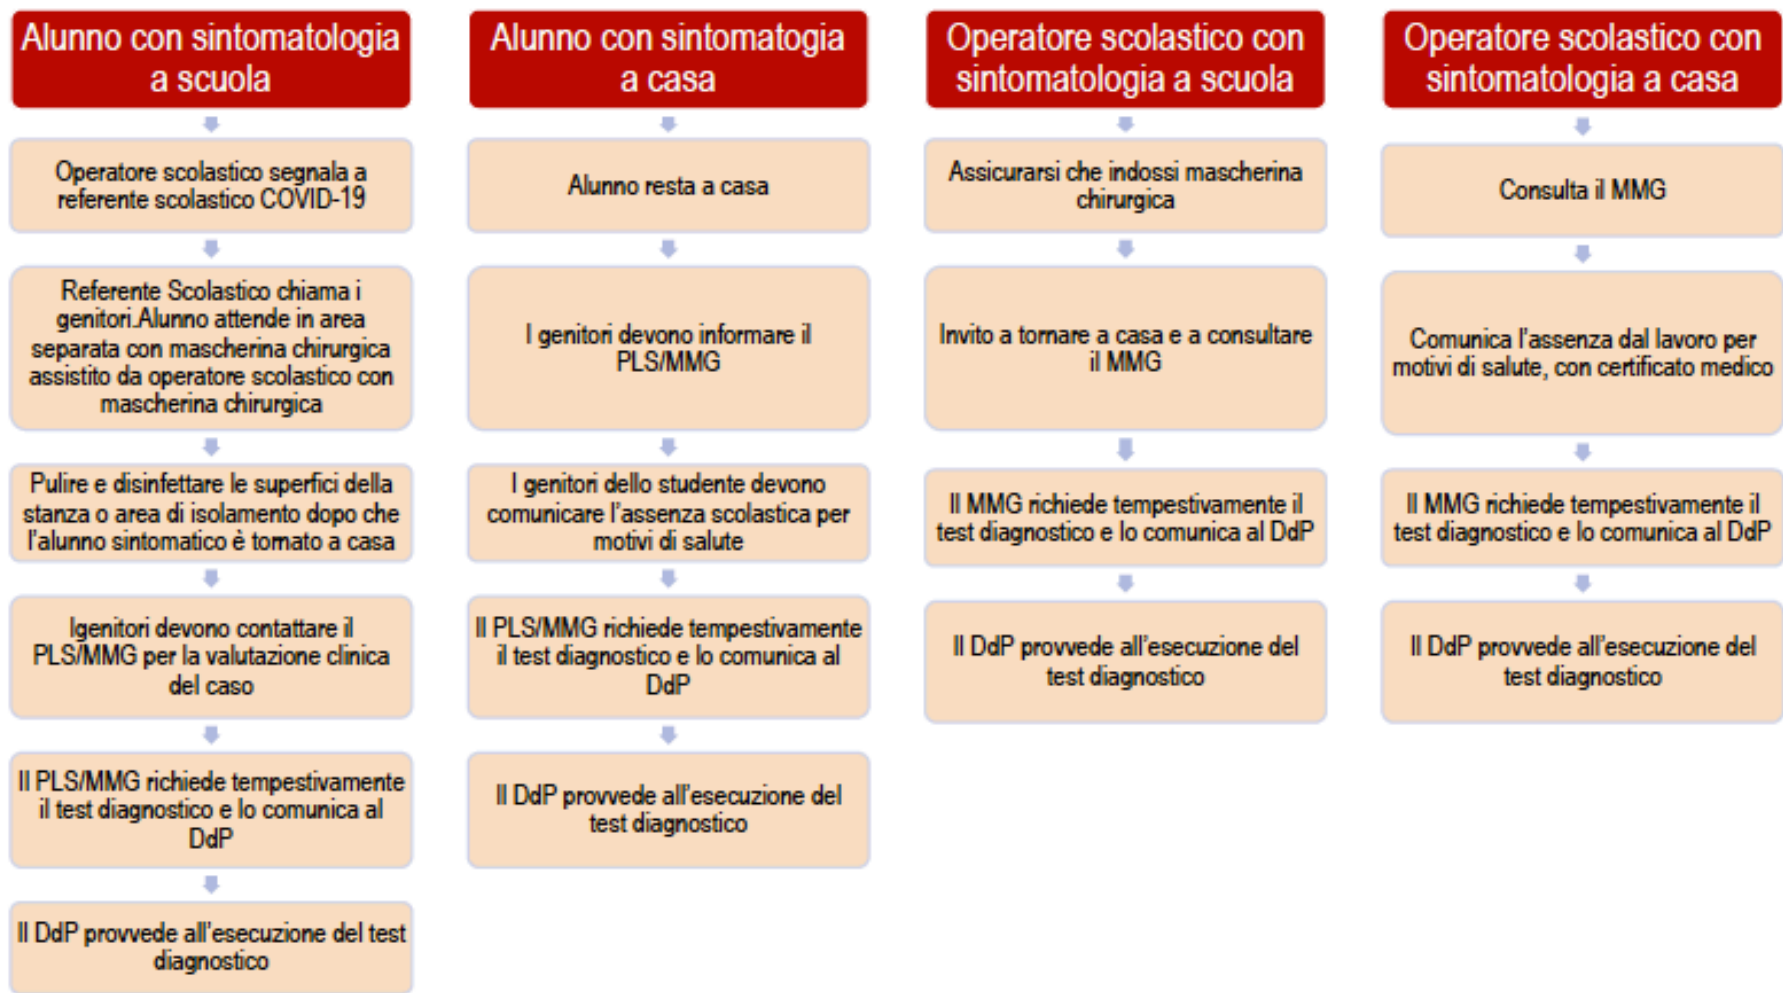 Alunno con sintomatologia
a scuola
Operatore scolastico segnala a
referente scolastico COVID-19
Referente Scolastico chiama i
genitori.Alunno attende in area
separata con mascherina chirurgica
assistito da operatore scolastico con
mascherina chirurgica
Pulire e disinfettare le superfici della
stanza o area di isolamento dopo che
l'alunno sintomatico è tornato a casa
Igenitori devono contattare il
PLS/MMG per la valutazione clinica
del caso
Il PLS/MMG richiede tempestivamente
il test diagnostico e lo comunica al
DdP
Il DdP provvede all'esecuzione del test
diagnostico
Alunno con sintomatogia
a casa
Alunno resta a casa
I genitori devono informare il
PLS/MMG
I genitori dello studente devono
comunicare l'assenza scolastica per
motivi di salute
Il PLS/MMG richiede tempestivamente
il test diagnostico e lo comunica al
DdP
Il DdP provvede all'esecuzione del
test diagnostico
Operatore scolastico con
sintomatologia a scuola
Assicurarsi che indossi mascherina
chirurgica
Invito a tornare a casa e a consultare
il MMG
Il MMG richiede tempestivamente il
test diagnostico e lo comunica al DdP
Il DdP provvede all'esecuzione del
test diagnostico
Operatore scolastico con
sintomatologia a casa
Consulta il MMG
Comunica l'assenza dal lavoro per
motivi di salute, con certificato medico
Il MMG richiede tempestivamente il
test diagnostico e lo comunica al DdP
Il DdP provvede all'esecuzione del
test diagnostico